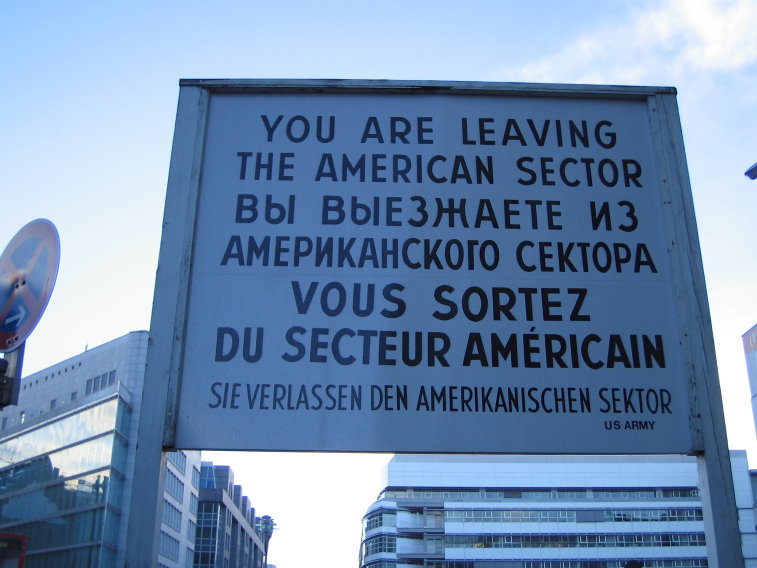 YOU ARE LEAVING
THE AMERICAN SECTOR
ВЫ ВЫЕЗЖАЕТЕ ИЗ
АМЕРИКАНСКОГО СЕКТОРА
VOUS SORTEZ
DU SECTEUR AMÉRICAIN
SIE VERLASSEN DEN AMERIKANISCHEN SEKTOR
US ARMY